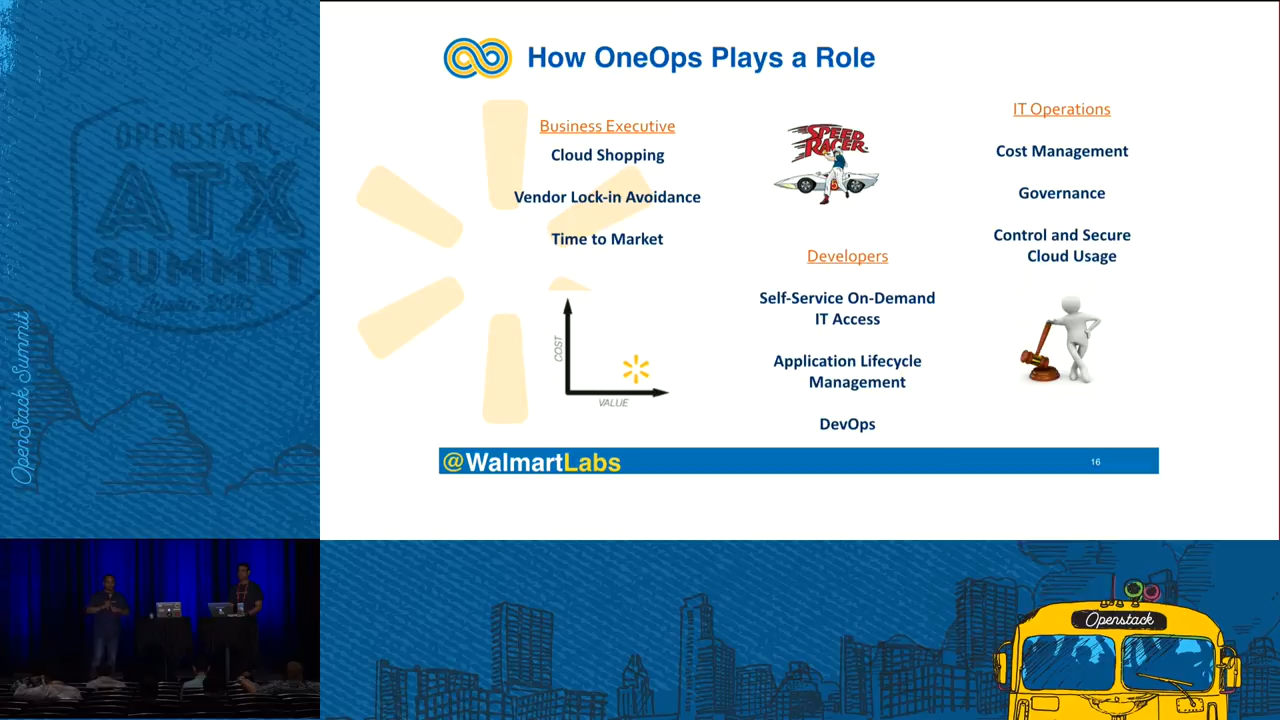 OPENSTACK
ATX
SUMMIT
OpenStack Summit
How OneOps Plays a Role
Business Executive
Cloud Shopping
Vendor Lock-in Avoidance
Time to Market
COST
VALUE
SPEED
RACER
Developers
Self-Service On-Demand
IT Access
Application Lifecycle
Management
DevOps
IT Operations
Cost Management
Governance
Control and Secure
Cloud Usage
@WalmartLabs
16
Openstack